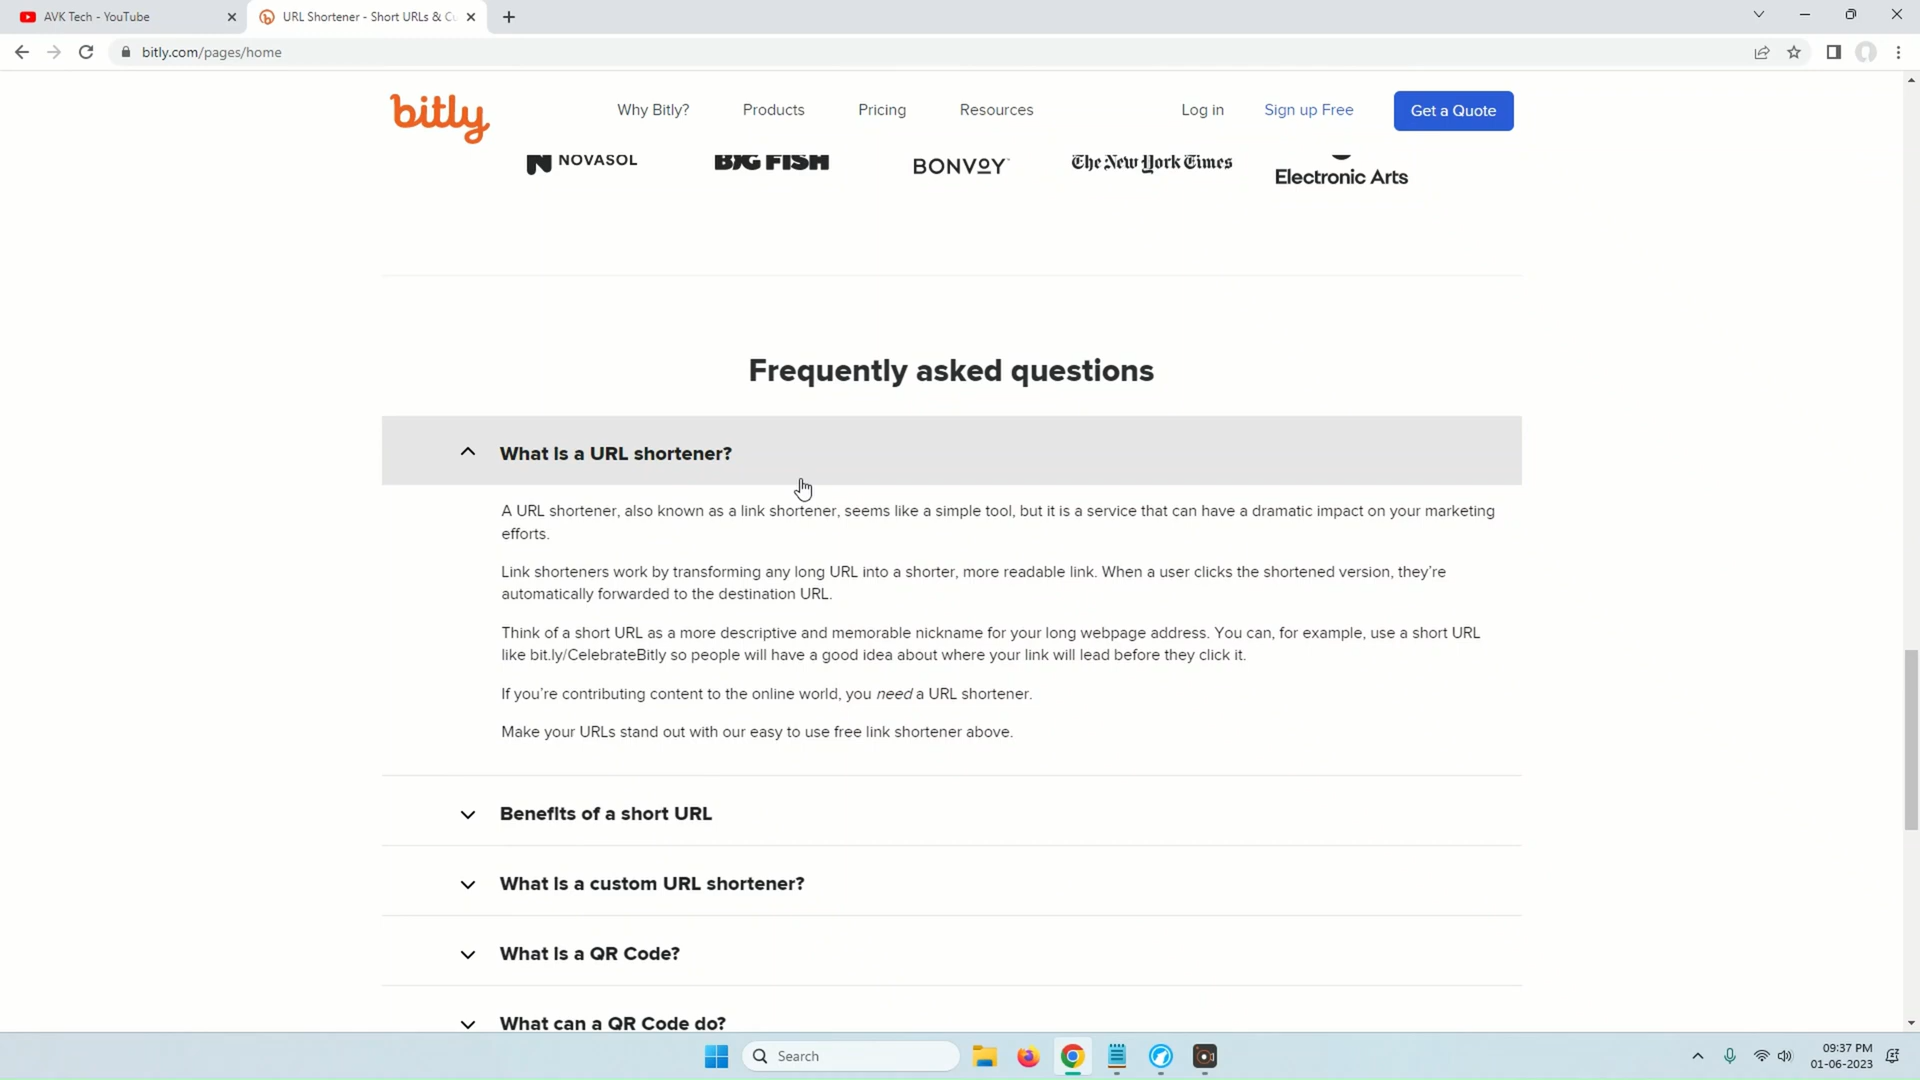 AVK Tech - YouTube
URL Shortener - Short URLs & Cu
bitly.com/pages/home
bitly
Why Bitly?
Products
Pricing
Resources
Log in
Sign up Free
Get a Quote
NOVASOL
BIG FISH
BONVOY
The New York Times
Electronic Arts
Frequently asked questions
What is a URL shortener?
A URL shortener, also known as a link shortener, seems like a simple tool, but it is a service that can have a dramatic impact on your marketing
efforts.
Link shorteners work by transforming any long URL into a shorter, more readable link. When a user clicks the shortened version, they’re
automatically forwarded to the destination URL.
Think of a short URL as a more descriptive and memorable nickname for your long webpage address. You can, for example, use a short URL
like bit.ly/CelebrateBitly so people will have a good idea about where your link will lead before they click it.
If you’re contributing content to the online world, you need a URL shortener.
Make your URLs stand out with our easy to use free link shortener above.
Benefits of a short URL
What is a custom URL shortener?
What is a QR Code?
What can a QR Code do?
Search
09:37 PM
01-06-2023